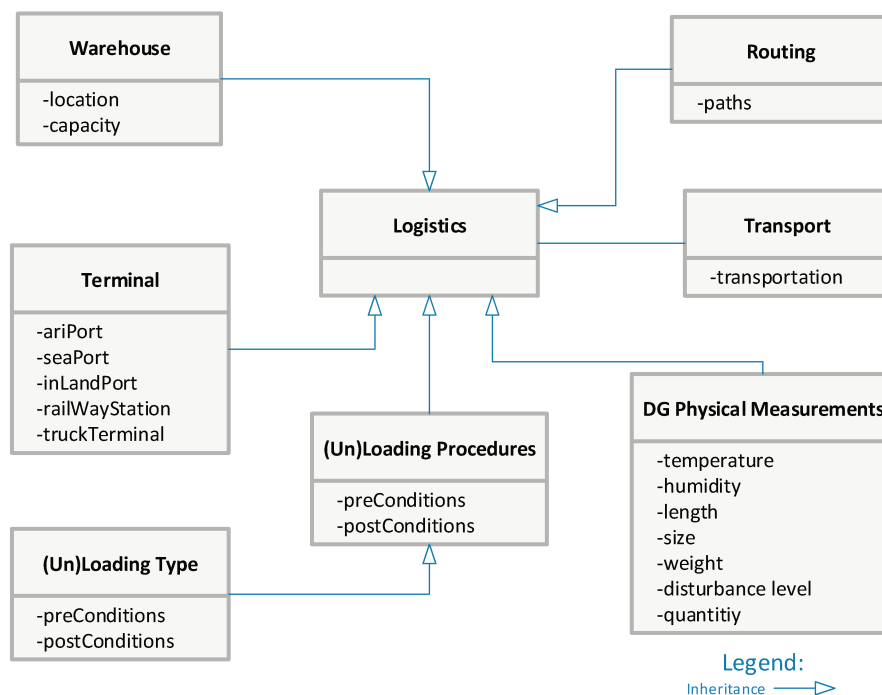 Warehouse
-location
-capacity
Routing
-paths
Logistics
Transport
-transportation
Terminal
-ariPort
-seaPort
-inLandPort
-railWayStation
-truckTerminal
DG Physical Measurements
-temperature
-humidity
-length
-size
-weight
-disturbance level
-quantitiy
(Un)Loading Procedures
-preConditions
-postConditions
(Un)Loading Type
-preConditions
-postConditions
Legend:
Inheritance